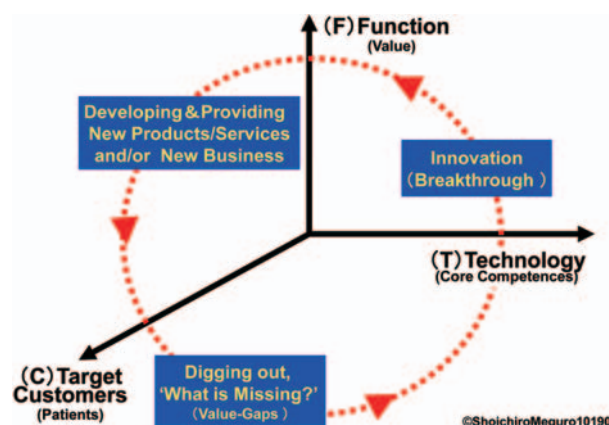 (F)Function
(Value)
Developing&Providing
New Products/Services
and/or New Business
Innovation
(Breakthrough)
(T)Technology
(Core Competences)
(C)Target
Customers
(Patients)
Digging out,
‘What is Missing?’
(Value-Gaps)
©ShoichiroMeguro10190